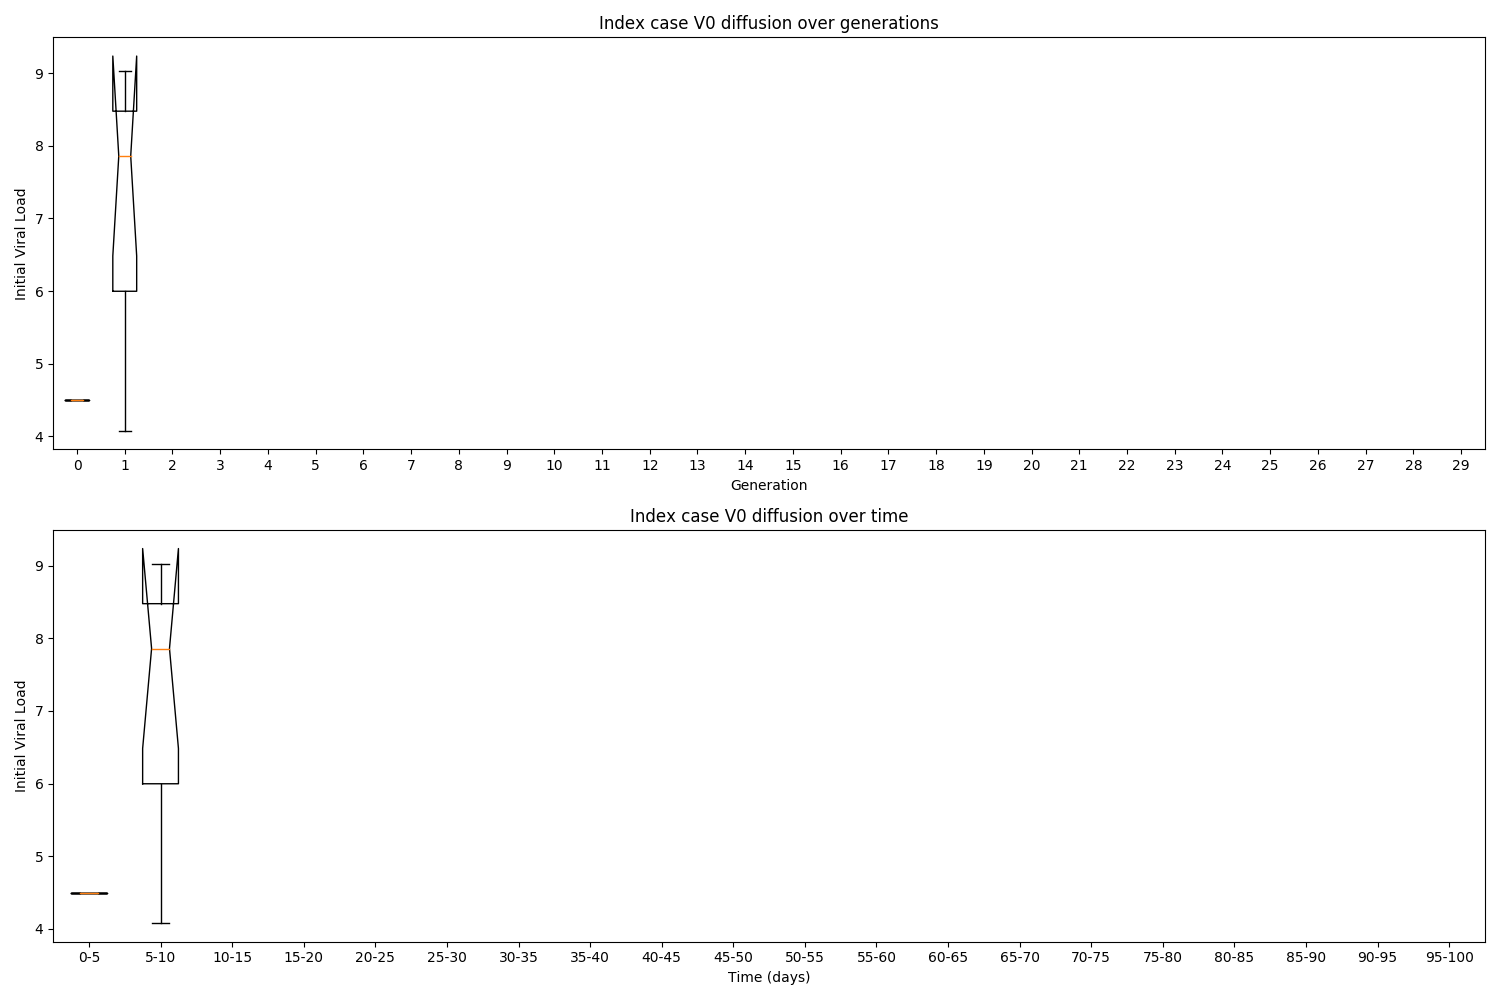 Index case V0 diffusion over generations
9
8
7
6
5
4
Initial Viral Load
0 1 2 3 4 5 6 7 8 9 10 11 12 13 14 15 16 17 18 19 20 21 22 23 24 25 26 27 28 29
Generation
Index case V0 diffusion over time
9
8
7
6
5
4
Initial Viral Load
0-5 5-10 10-15 15-20 20-25 25-30 30-35 35-40 40-45 45-50 50-55 55-60 60-65 65-70 70-75 75-80 80-85 85-90 90-95 95-100
Time (days)